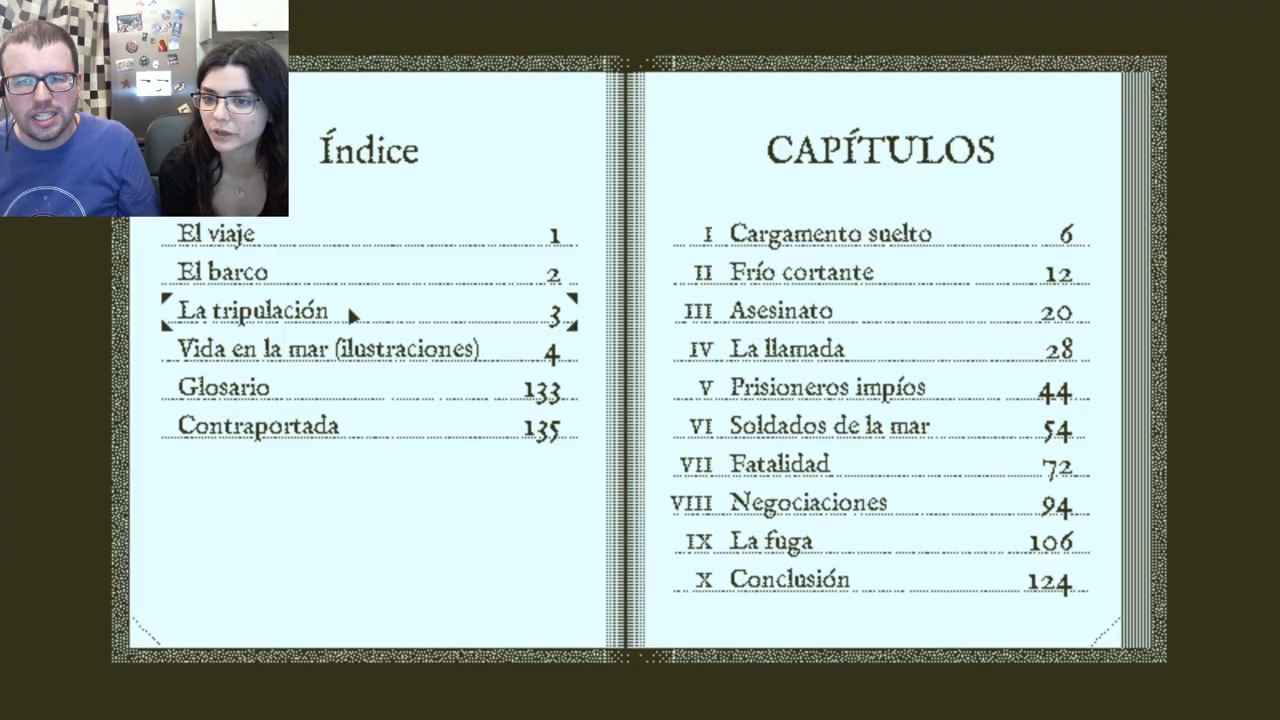 Índice
El viaje 1
El barco 2
La tripulación 3
Vida en la mar (ilustraciones) 4
Glosario 133
Contraportada 135
CAPÍTULOS
I Cargamento suelto 6
II Frío cortante 12
III Asesinato 20
IV La llamada 28
V Prisioneros impíos 44
VI Soldados de la mar 54
VII Fatalidad 72
VIII Negociaciones 94
IX La fuga 106
X Conclusión 124